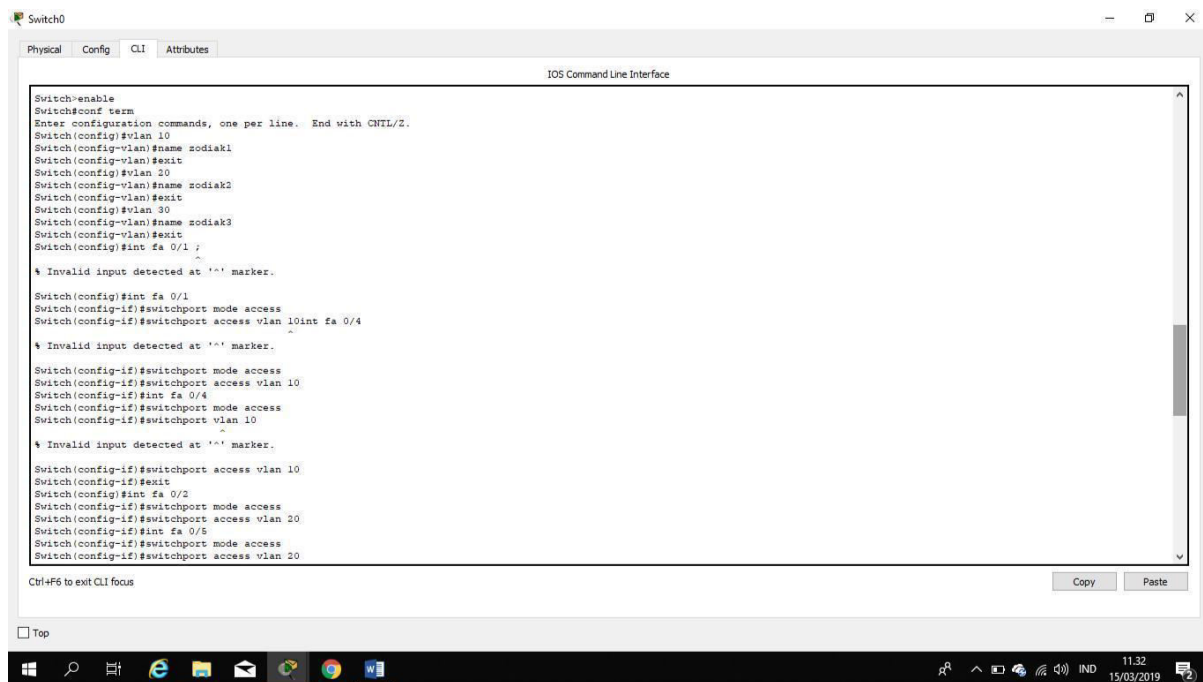 Switch0
Physical Config CLI Attributes
IOS Command Line Interface
Switch>enable
Switch#conf term
Enter configuration commands, one per line. End with CNTL/Z.
Switch(config)#vlan 10
Switch(config-vlan)#name zodiak1
Switch(config-vlan)#exit
Switch(config)#vlan 20
Switch(config-vlan)#name zodiak2
Switch(config-vlan)#exit
Switch(config)#vlan 30
Switch(config-vlan)#name zodiak3
Switch(config-vlan)#exit
Switch(config)#int fa 0/1 ;
^
% Invalid input detected at '^' marker.
Switch(config)#int fa 0/1
Switch(config-if)#switchport mode access
Switch(config-if)#switchport access vlan 10int fa 0/4
^
% Invalid input detected at '^' marker.
Switch(config-if)#switchport mode access
Switch(config-if)#switchport access vlan 10
Switch(config-if)#int fa 0/4
Switch(config-if)#switchport mode access
Switch(config-if)#switchport vlan 10
^
% Invalid input detected at '^' marker.
Switch(config-if)#switchport access vlan 10
Switch(config-if)#exit
Switch(config)#int fa 0/2
Switch(config-if)#switchport mode access
Switch(config-if)#switchport access vlan 20
Switch(config-if)#int fa 0/5
Switch(config-if)#switchport mode access
Switch(config-if)#switchport access vlan 20
Ctrl+F6 to exit CLI focus
Copy Paste
Top
IND
11.32
15/03/2019